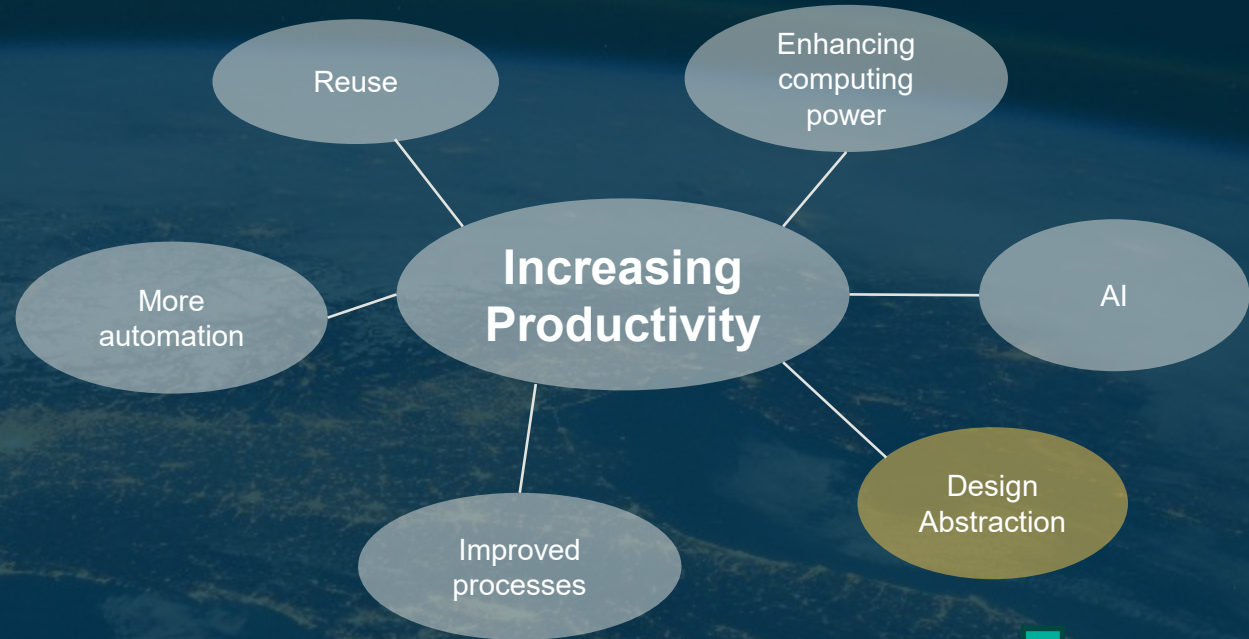 Reuse
Enhancing
computing
power
Increasing
Productivity
More
automation
AI
Design
Abstraction
Improved
processes